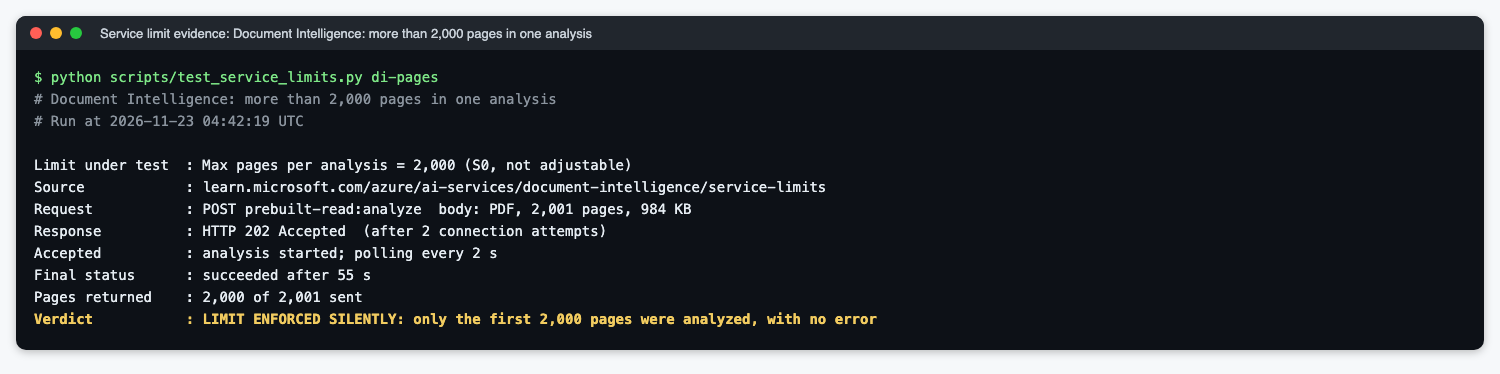 Service limit evidence: Document Intelligence: more than 2,000 pages in one analysis
$ python scripts/test_service_limits.py di-pages
# Document Intelligence: more than 2,000 pages in one analysis
# Run at 2026-11-23 04:42:19 UTC
Limit under test  : Max pages per analysis = 2,000 (S0, not adjustable)
Source            : learn.microsoft.com/azure/ai-services/document-intelligence/service-limits
Request           : POST prebuilt-read:analyze  body: PDF, 2,001 pages, 984 KB
Response          : HTTP 202 Accepted  (after 2 connection attempts)
Accepted          : analysis started; polling every 2 s
Final status      : succeeded after 55 s
Pages returned    : 2,000 of 2,001 sent
Verdict           : LIMIT ENFORCED SILENTLY: only the first 2,000 pages were analyzed, with no error